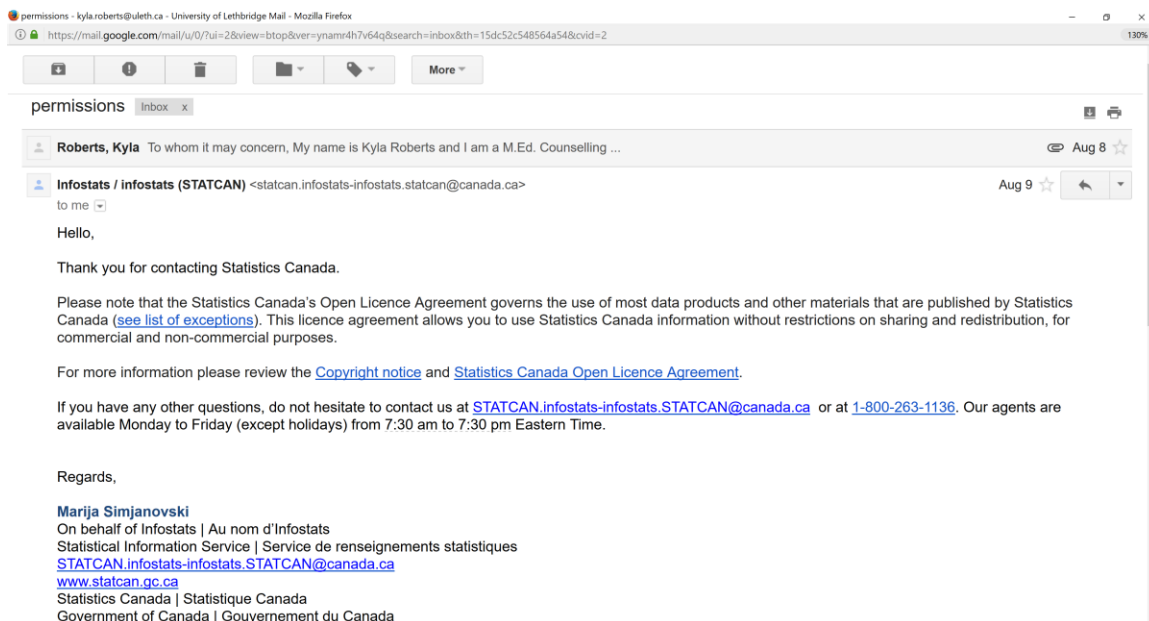 permissions - kyla.roberts@uleth.ca - University of Lethbridge Mail - Mozilla Firefox
https://mail.google.com/mail/u/0/?ui=2&view=btop&ver=ynamr4h7v64q&search=inbox&th=15dc52c548564a54&cvid=2
130%
More
permissions Inbox x
Roberts, Kyla To whom it may concern, My name is Kyla Roberts and I am a M.Ed. Counselling ... Aug 8
Infostats / infostats (STATCAN) <statcan.infostats-infostats.statcan@canada.ca> Aug 9
to me
Hello,
Thank you for contacting Statistics Canada.
Please note that the Statistics Canada's Open Licence Agreement governs the use of most data products and other materials that are published by Statistics
Canada (see list of exceptions). This licence agreement allows you to use Statistics Canada information without restrictions on sharing and redistribution, for
commercial and non-commercial purposes.
For more information please review the Copyright notice and Statistics Canada Open Licence Agreement.
If you have any other questions, do not hesitate to contact us at STATCAN.infostats-infostats.STATCAN@canada.ca or at 1-800-263-1136. Our agents are
available Monday to Friday (except holidays) from 7:30 am to 7:30 pm Eastern Time.
Regards,
Marija Simjanovski
On behalf of Infostats | Au nom d'Infostats
Statistical Information Service | Service de renseignements statistiques
STATCAN.infostats-infostats.STATCAN@canada.ca
www.statcan.gc.ca
Statistics Canada | Statistique Canada
Government of Canada | Gouvernement du Canada